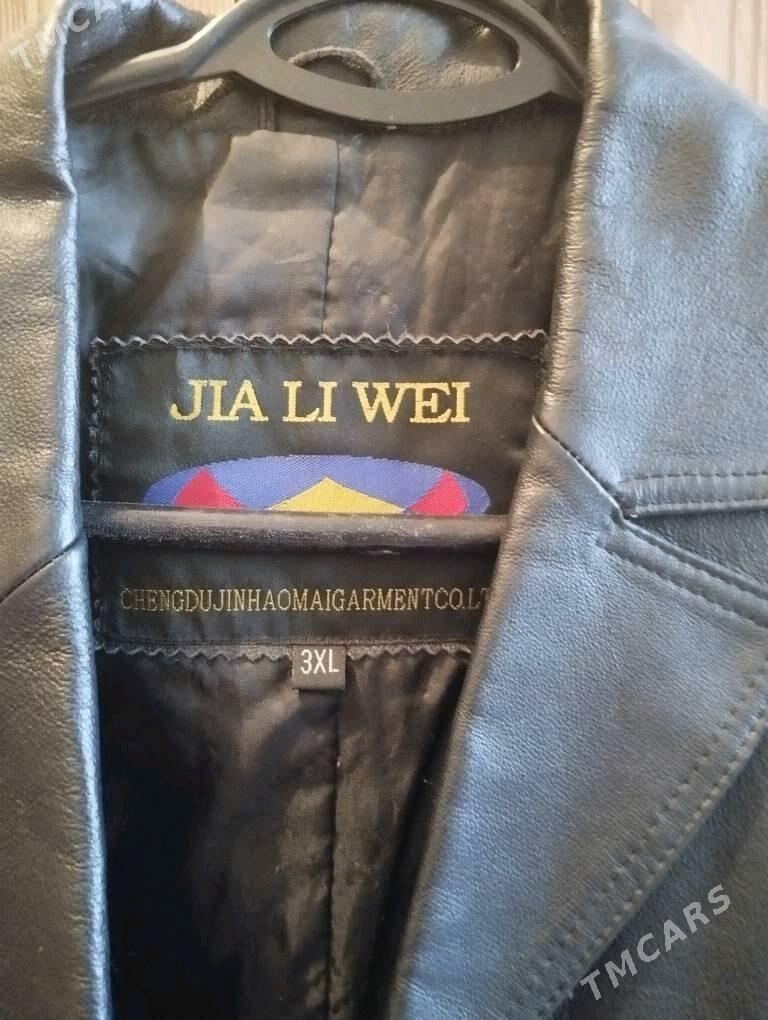 TMCARS
JIA LI WEI
CHENGDUJINHAOMAIGARMENTCO.LT
3XL
TMCARS